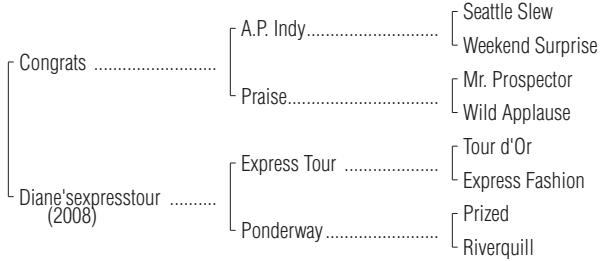 Seattle Slew
A.P. Indy..............................
Weekend Surprise
Congrats ............................
Mr. Prospector
Praise..................................
Wild Applause
Tour d'Or
Express Tour ......................
Express Fashion
Diane'sexpresstour ..........
(2008)
Prized
Ponderway..........................
Riverquill